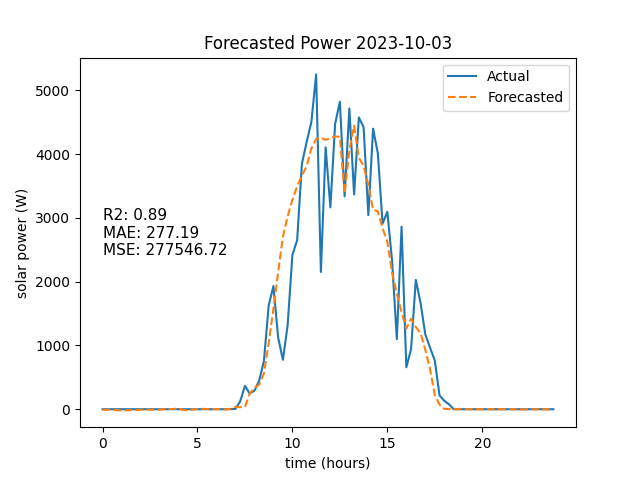 Forecasted Power 2023-10-03
Actual
Forecasted
R2: 0.89
MAE: 277.19
MSE: 277546.72
solar power (W)
5000
4000
3000
2000
1000
0
0 5 10 15 20
time (hours)